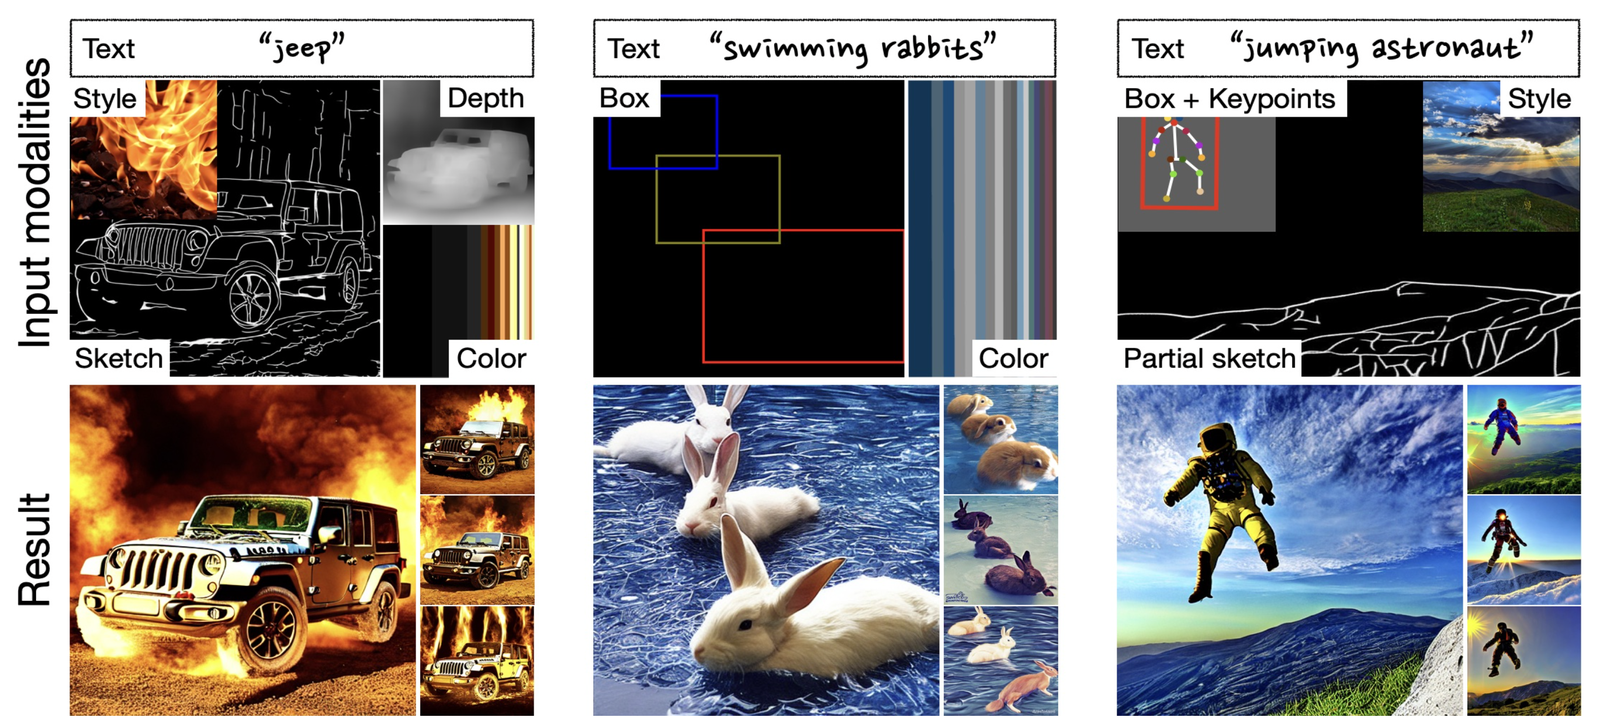 Input modalities
Text "jeep"
Style
Depth
Sketch
Color
Text "swimming rabbits"
Box
Color
Text "jumping astronaut"
Box + Keypoints
Style
Partial sketch
Result